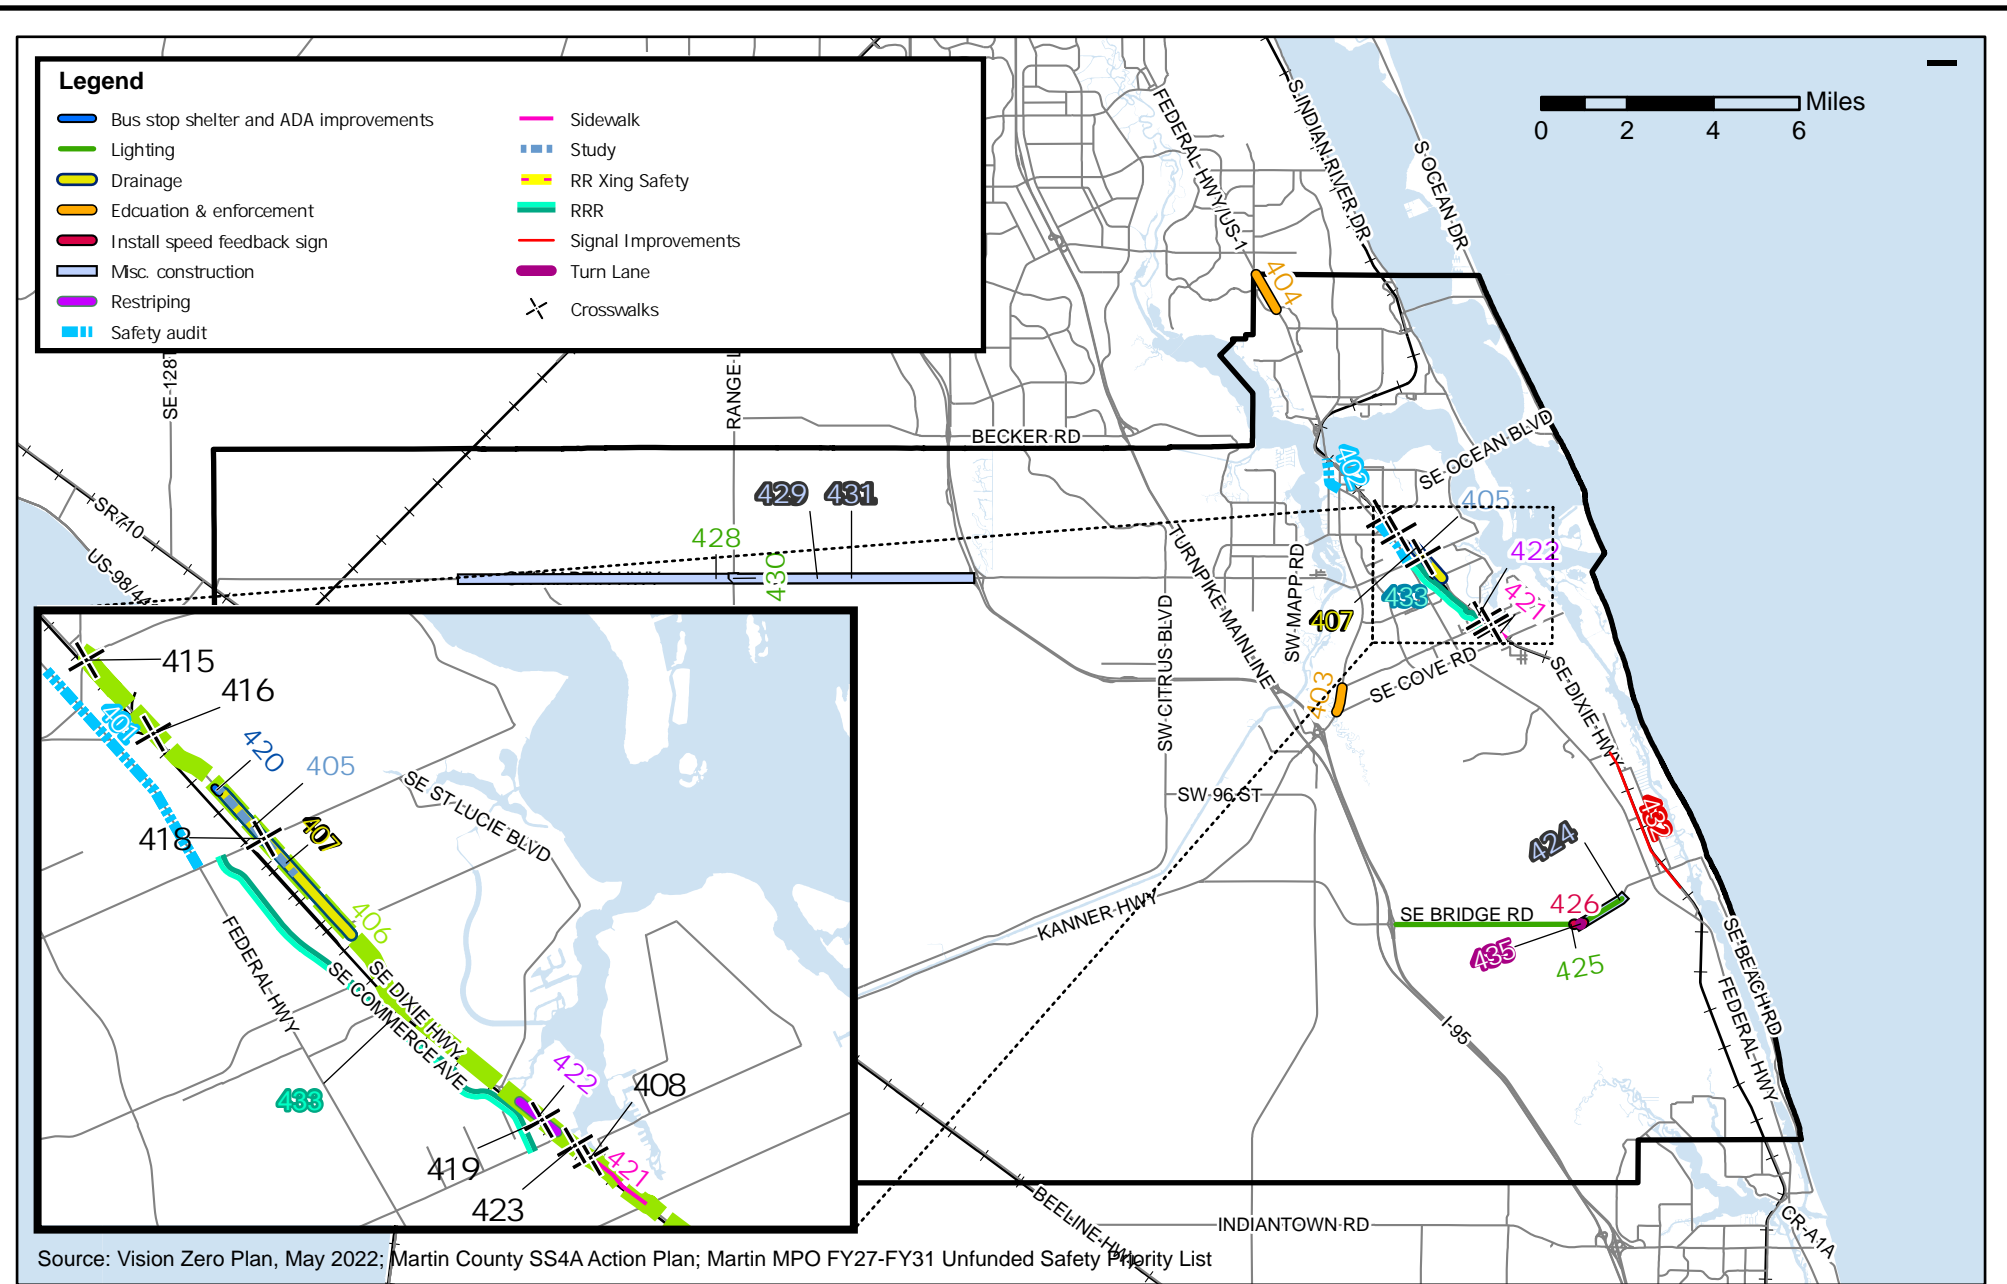 Legend
Bus stop shelter and ADA improvements
Lighting
Drainage
Edcuation & enforcement
Install speed feedback sign
Misc. construction
Restriping
Safety audit
Sidewalk
Study
RR Xing Safety
RRR
Signal Improvements
Turn Lane
Crosswalks
Miles
0 2 4 6
FEDERAL HWY/US-1
S INDIAN RIVER DR
S OCEAN DR
404
SE-128T
RANGE-L
BECKER RD
SR710
US-98/44
402
SE OCEAN BLVD
405
429
431
428
430
422
421
433
407
TURNPIKE MAINLINE
SW MAPP RD
SW CITRUS BLVD
403
SE COVE RD
SE DIXIE HWY
SW 96 ST
432
424
KANNER HWY
SE BRIDGE RD
426
435
425
SE BEACH RD
FEDERAL HWY
I-95
BEELINE HWY
INDIANTOWN RD
CR-A1A
415
416
401
420
405
418
407
SE ST LUCIE BLVD
406
FEDERAL HWY
SE DIXIE HWY
SE COMMERCE AVE
433
422
408
419
421
423
Source: Vision Zero Plan, May 2022; Martin County SS4A Action Plan; Martin MPO FY27-FY31 Unfunded Safety Priority List